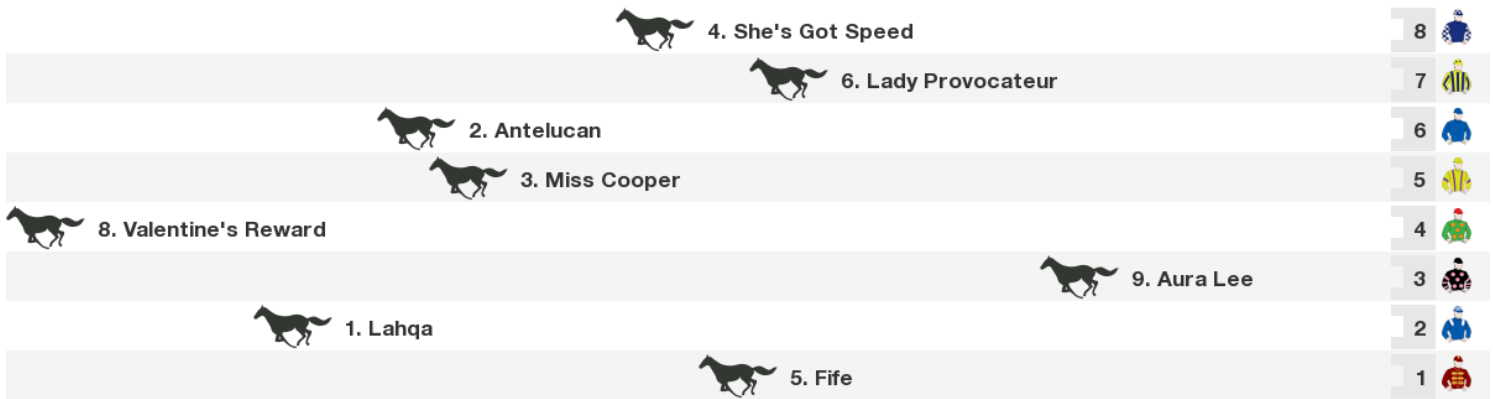 4. She's Got Speed 8
6. Lady Provocateur 7
2. Antelucan 6
3. Miss Cooper 5
8. Valentine's Reward 4
9. Aura Lee 3
1. Lahqa 2
5. Fife 1